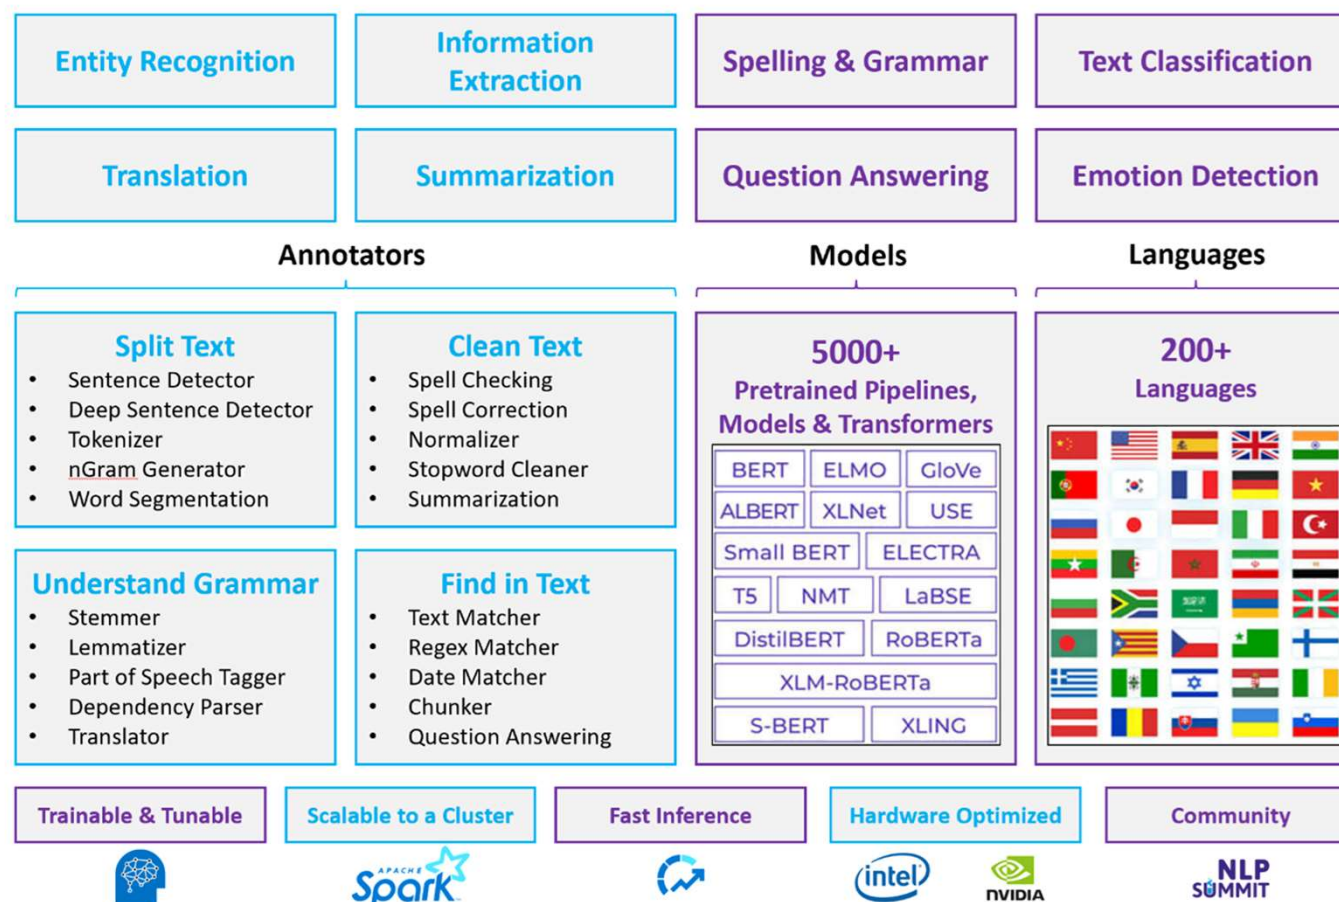 Entity Recognition
Information
Extraction
Spelling & Grammar
Text Classification
Translation
Summarization
Question Answering
Emotion Detection
Annotators
Models
Languages
Split Text
• Sentence Detector
• Deep Sentence Detector
• Tokenizer
• nGram Generator
• Word Segmentation
Clean Text
• Spell Checking
• Spell Correction
• Normalizer
• Stopword Cleaner
• Summarization
Understand Grammar
• Stemmer
• Lemmatizer
• Part of Speech Tagger
• Dependency Parser
• Translator
Find in Text
• Text Matcher
• Regex Matcher
• Date Matcher
• Chunker
• Question Answering
5000+
Pretrained Pipelines,
Models & Transformers
BERT ELMO GloVe
ALBERT XLNet USE
Small BERT ELECTRA
T5 NMT LaBSE
DistilBERT RoBERTa
XLM-RoBERTa
S-BERT XLING
200+
Languages
Trainable & Tunable
Scalable to a Cluster
Fast Inference
Hardware Optimized
Community
APACHE
Spark
intel
NVIDIA
NLP
SUMMIT